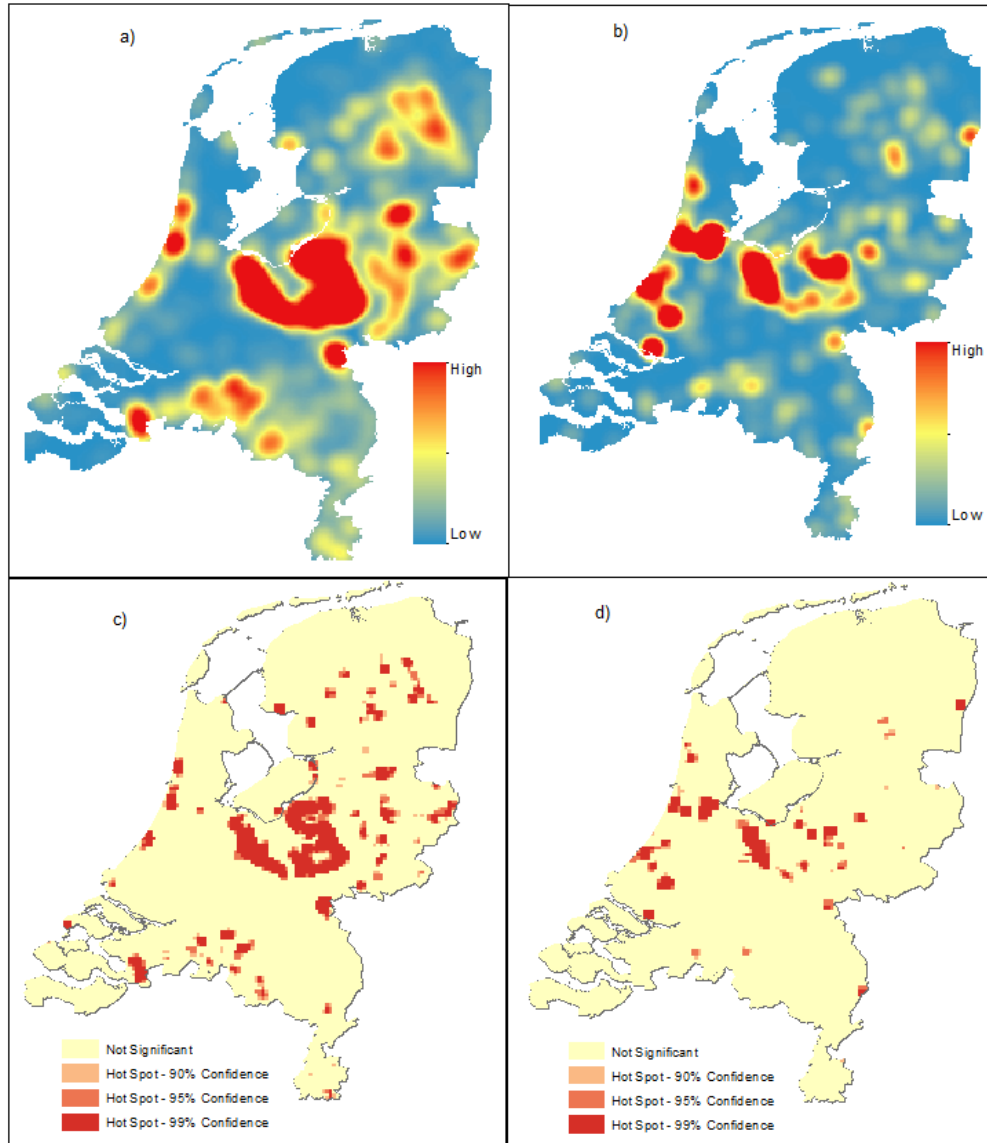 a)
High
Low
b)
High
Low
c)
Not Significant
Hot Spot - 90% Confidence
Hot Spot - 95% Confidence
Hot Spot - 99% Confidence
d)
Not Significant
Hot Spot - 90% Confidence
Hot Spot - 95% Confidence
Hot Spot - 99% Confidence